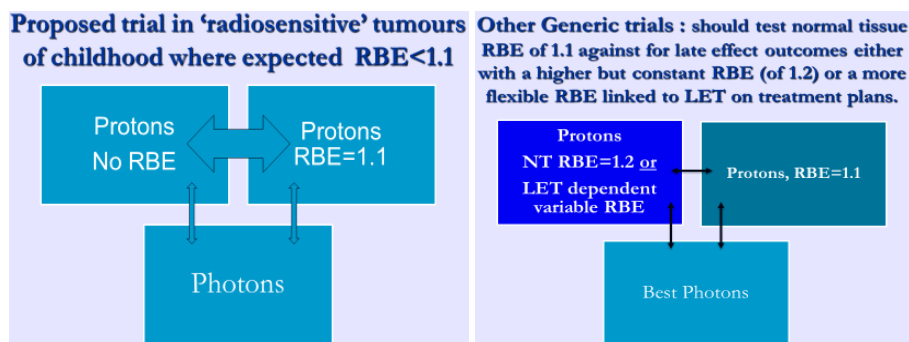 Proposed trial in ‘radiosensitive’ tumours
of childhood where expected RBE<1.1
Protons
No RBE
Protons
RBE=1.1
Photons
Other Generic trials : should test normal tissue
RBE of 1.1 against for late effect outcomes either
with a higher but constant RBE (of 1.2) or a more
flexible RBE linked to LET on treatment plans.
Protons
NT RBE=1.2 or
LET dependent
variable RBE
Protons, RBE=1.1
Best Photons